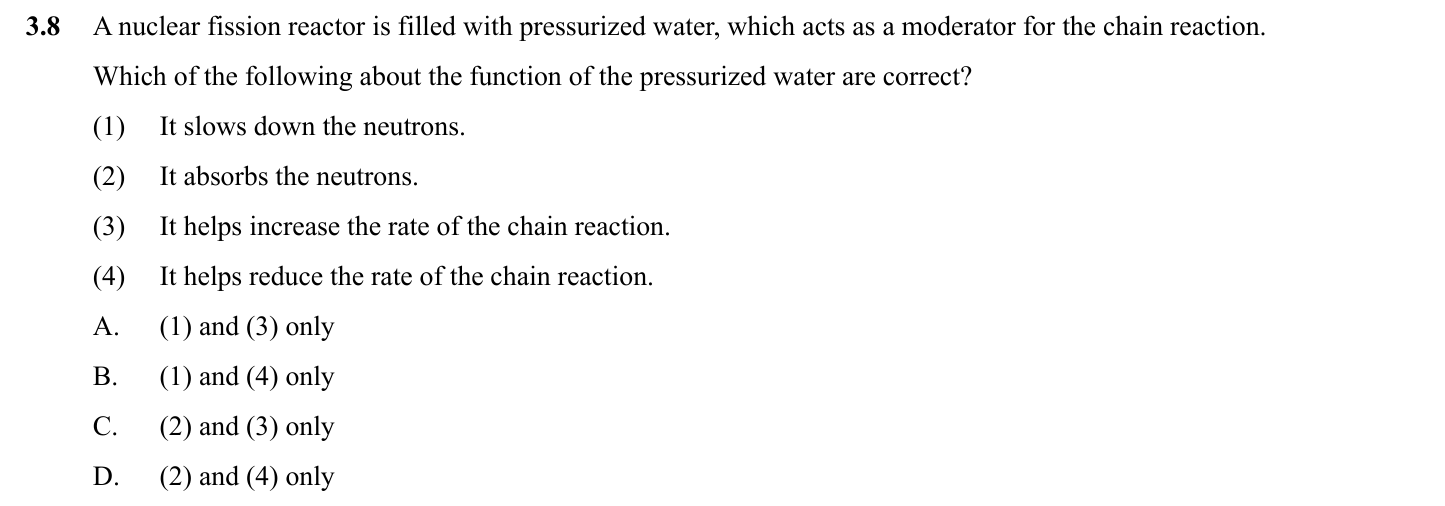 3.8 A nuclear fission reactor is filled with pressurized water, which acts as a moderator for the chain reaction.
Which of the following about the function of the pressurized water are correct?
(1) It slows down the neutrons.
(2) It absorbs the neutrons.
(3) It helps increase the rate of the chain reaction.
(4) It helps reduce the rate of the chain reaction.
A. (1) and (3) only
B. (1) and (4) only
C. (2) and (3) only
D. (2) and (4) only